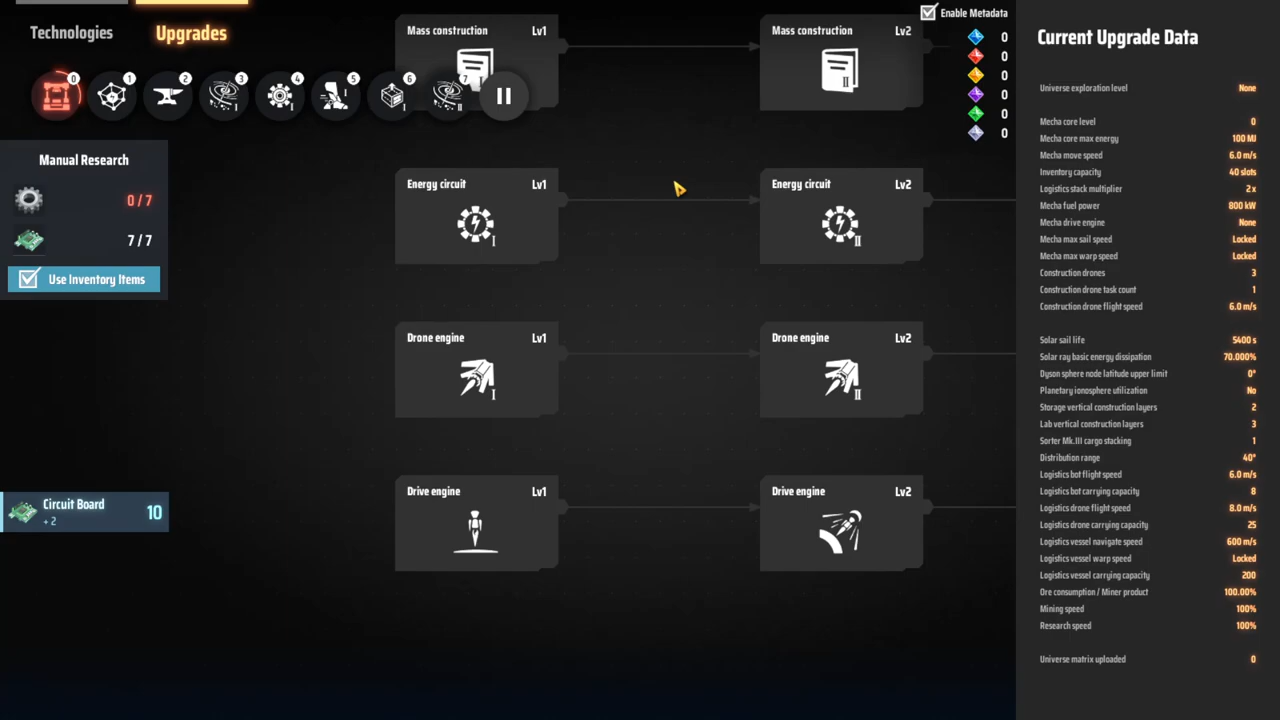 Technologies
Upgrades
0
1
2
I 3
I 4
I 5
I 6
II 7
Manual Research
0 / 7
7 / 7
Use Inventory Items
Circuit Board
+ 2
10
Mass construction Lv1
Mass construction Lv2
II
Energy circuit Lv1
I
Energy circuit Lv2
II
Drone engine Lv1
I
Drone engine Lv2
II
Drive engine Lv1
Drive engine Lv2
Enable Metadata
0
0
0
0
0
0
Current Upgrade Data
Universe exploration level None
Mecha core level 0
Mecha core max energy 100 MJ
Mecha move speed 6.0 m/s
Inventory capacity 40 slots
Logistics stack multiplier 2 x
Mecha fuel power 800 kW
Mecha drive engine None
Mecha max sail speed Locked
Mecha max warp speed Locked
Construction drones 3
Construction drone task count 1
Construction drone flight speed 6.0 m/s
Solar sail life 5400 s
Solar ray basic energy dissipation 70.000%
Dyson sphere node latitude upper limit 0°
Planetary ionosphere utilization No
Storage vertical construction layers 2
Lab vertical construction layers 3
Sorter Mk.III cargo stacking 1
Distribution range 40°
Logistics bot flight speed 6.0 m/s
Logistics bot carrying capacity 8
Logistics drone flight speed 8.0 m/s
Logistics drone carrying capacity 25
Logistics vessel navigate speed 600 m/s
Logistics vessel warp speed Locked
Logistics vessel carrying capacity 200
Ore consumption / Miner product 100.00%
Mining speed 100%
Research speed 100%
Universe matrix uploaded 0